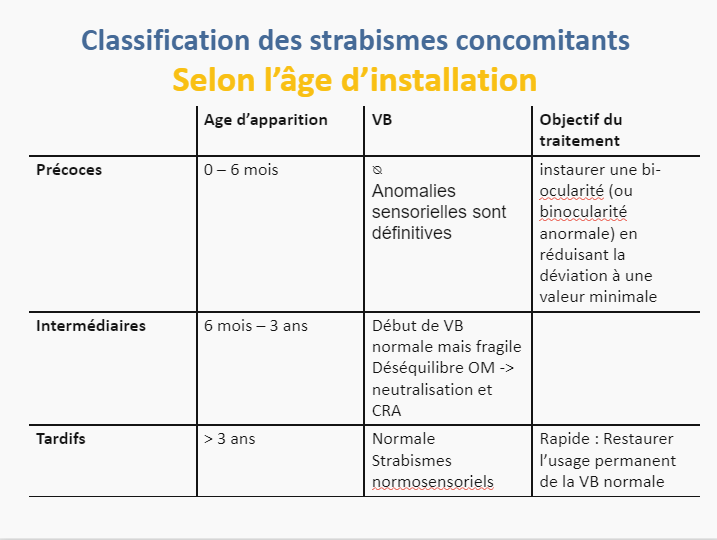 Classification des strabismes concomitants
Selon l’âge d’installation
Age d’apparition
VB
Objectif du
traitement
Précoces
0 – 6 mois
⦰
Anomalies
sensorielles sont
définitives
instaurer une bi-
ocularité (ou
binocularité
anormale) en
réduisant la
déviation à une
valeur minimale
Intermédiaires
6 mois – 3 ans
Début de VB
normale mais fragile
Déséquilibre OM ->
neutralisation et
CRA
Tardifs
> 3 ans
Normale
Strabismes
normosensoriels
Rapide : Restaurer
l’usage permanent
de la VB normale